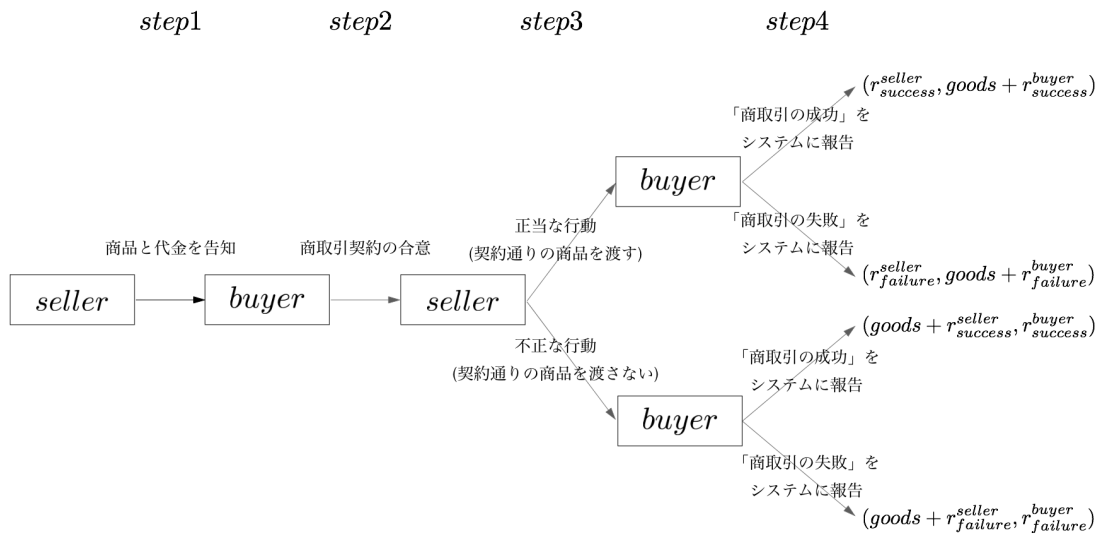 step1 step2 step3 step4
(r^{seller}_{success}, goods + r^{buyer}_{success})
「商取引の成功」を
システムに報告
buyer
正当な行動
(契約通りの商品を渡す)
「商取引の失敗」を
システムに報告
(r^{seller}_{failure}, goods + r^{buyer}_{failure})
商品と代金を告知
商取引契約の合意
seller buyer seller
不正な行動
(契約通りの商品を渡さない)
(goods + r^{seller}_{success}, r^{buyer}_{success})
「商取引の成功」を
システムに報告
buyer
「商取引の失敗」を
システムに報告
(goods + r^{seller}_{failure}, r^{buyer}_{failure})